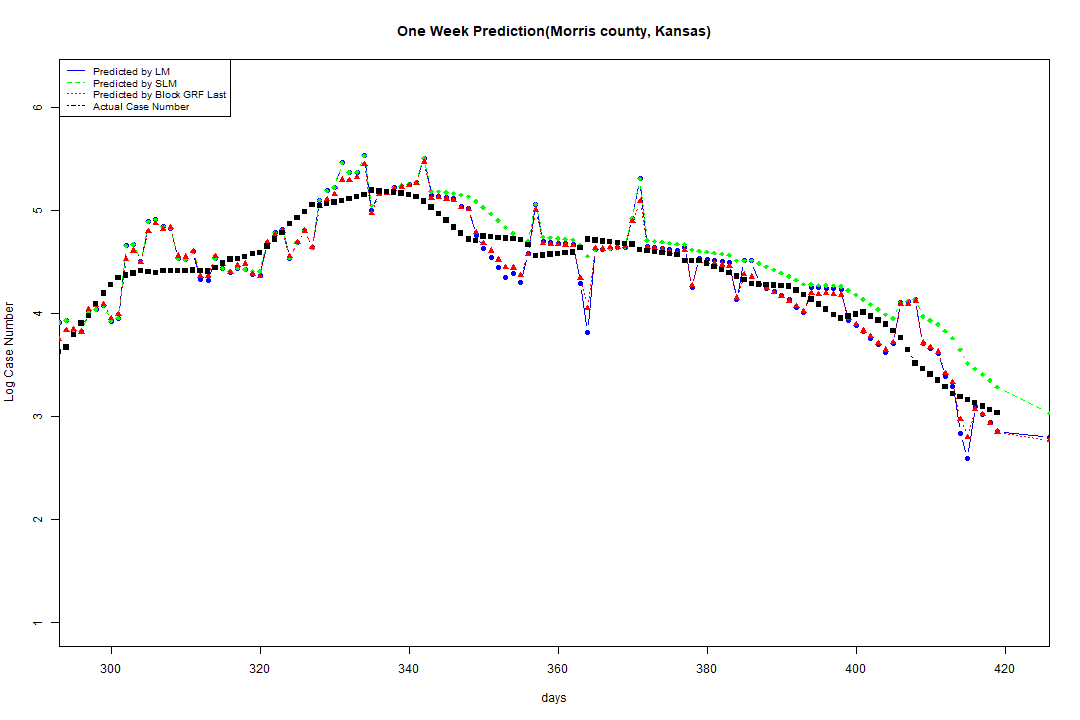 One Week Prediction(Morris county, Kansas)
Predicted by LM
Predicted by SLM
Predicted by Block GRF Last
Actual Case Number
6
5
4
3
2
1
Log Case Number
300 320 340 360 380 400 420
days